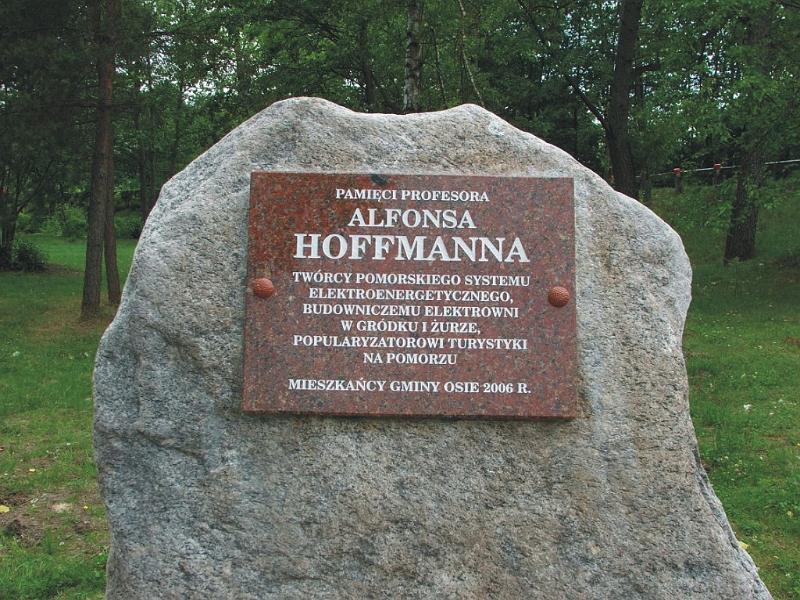 PAMIĘCI PROFESORA
ALFONSA
HOFFMANNA
TWÓRCY POMORSKIEGO SYSTEMU
ELEKTROENERGETYCZNEGO,
BUDOWNICZEMU ELEKTROWNI
W GRÓDKU I ŻURZE,
POPULARYZATOROWI TURYSTYKI
NA POMORZU
MIESZKAŃCY GMINY OSIE 2006 R.